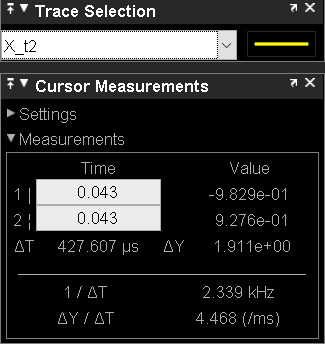 Trace Selection
X_t2
Cursor Measurements
Settings
Measurements
Time Value
1 | 0.043 -9.829e-01
2 ¦ 0.043 9.276e-01
ΔT 427.607 µs ΔY 1.911e+00
1 / ΔT 2.339 kHz
ΔY / ΔT 4.468 (/ms)